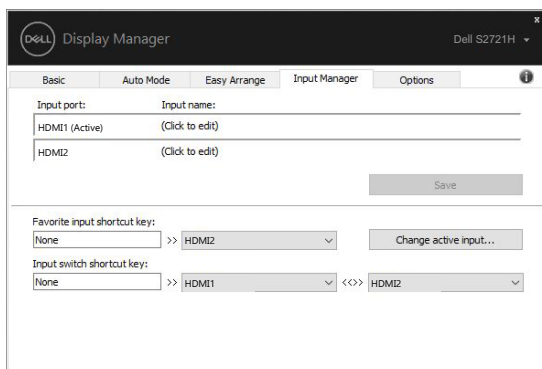 x
DELL Display Manager Dell S2721H
Basic Auto Mode Easy Arrange Input Manager Options i
Input port: Input name:
HDMI1 (Active) (Click to edit)
HDMI2 (Click to edit)
Save
Favorite input shortcut key:
None >> HDMI2 Change active input...
Input switch shortcut key:
None >> HDMI1 <<>> HDMI2